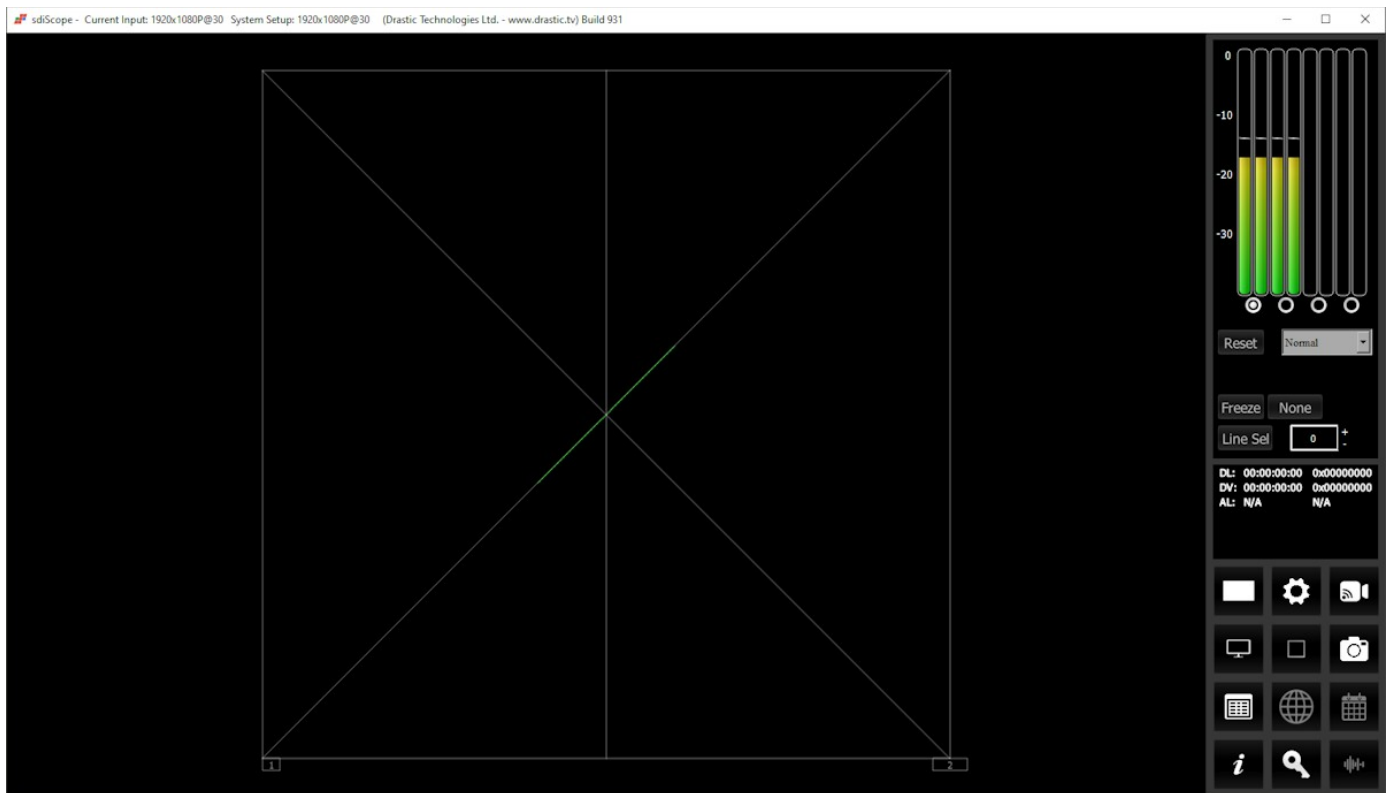 sdiScope - Current Input: 1920x1080P@30 System Setup: 1920x1080P@30 (Drastic Technologies Ltd. - www.drastic.tv) Build 931
0
-10
-20
-30
Reset Normal
Freeze None
Line Sel 0 + -
DL: 00:00:00:00 0x00000000
DV: 00:00:00:00 0x00000000
AL: N/A N/A
1 2
i